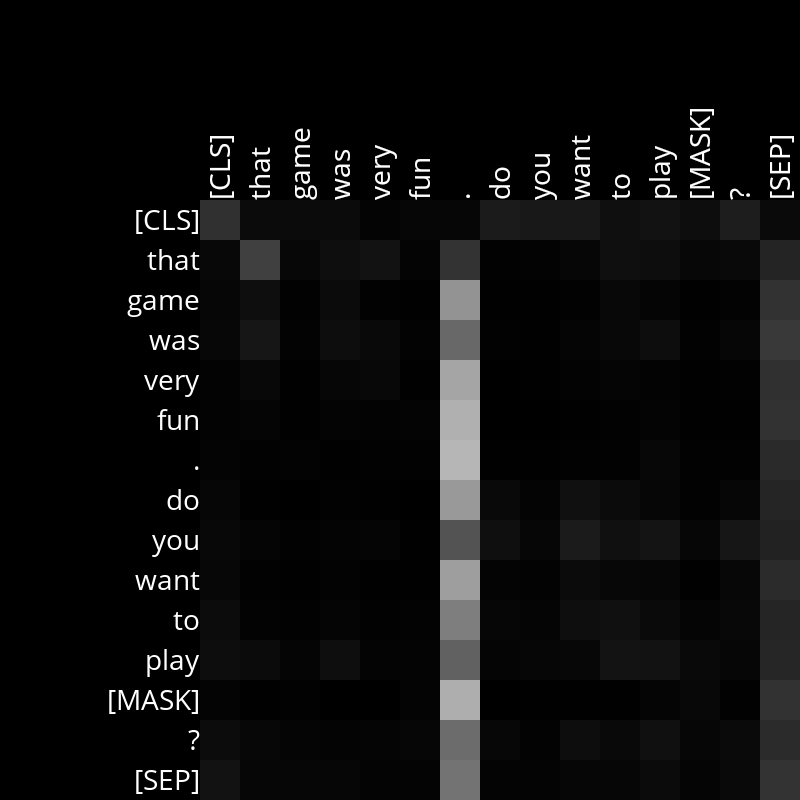 [CLS] that game was very fun . do you want to play [MASK] ? [SEP]
[CLS]
that
game
was
very
fun
.
do
you
want
to
play
[MASK]
?
[SEP]